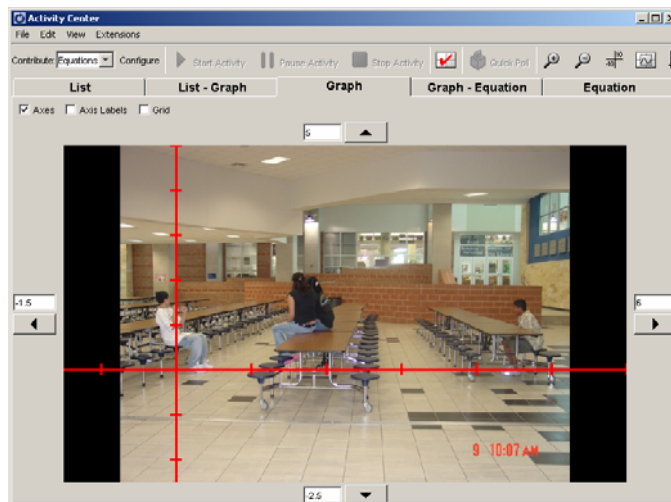 Activity Center
File Edit View Extensions
Contribute: Equations Configure Start Activity Pause Activity Stop Activity Quick Poll
List List - Graph Graph Graph - Equation Equation
Axes Axis Labels Grid
5
-1.5 6
9 10:07AM
-2.5